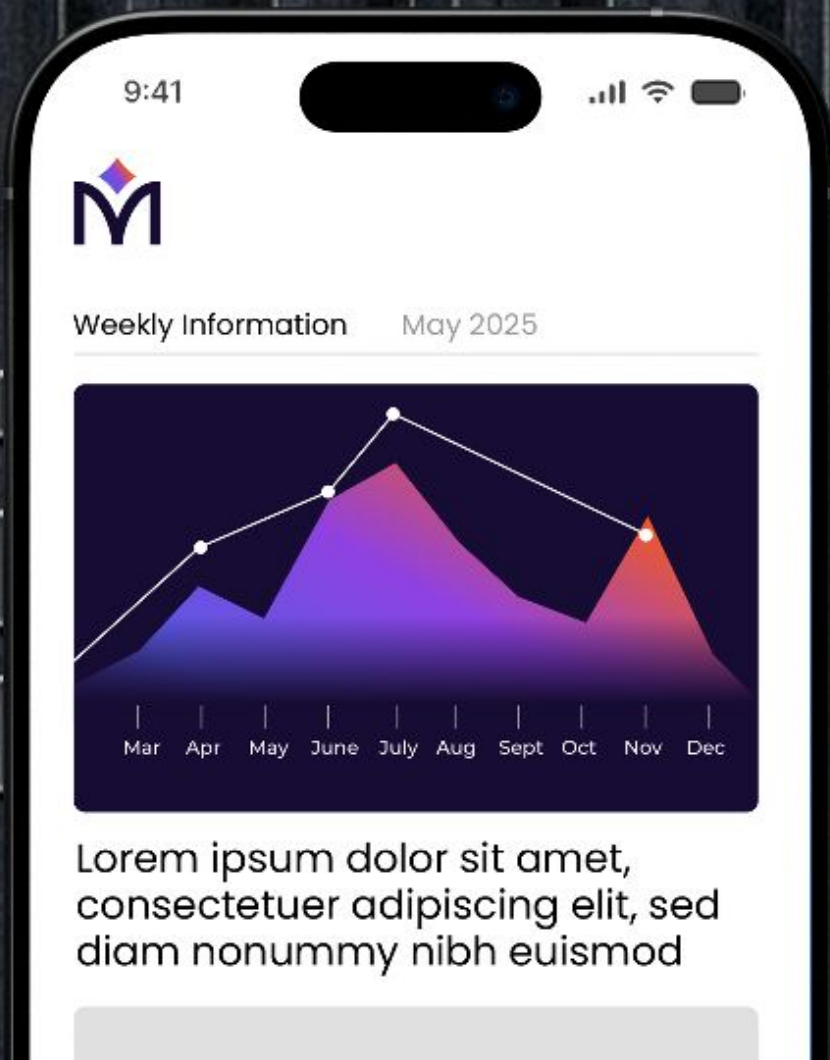 9:41
Weekly Information May 2025
Mar Apr May June July Aug Sept Oct Nov Dec
Lorem ipsum dolor sit amet,
consectetuer adipiscing elit, sed
diam nonummy nibh euismod